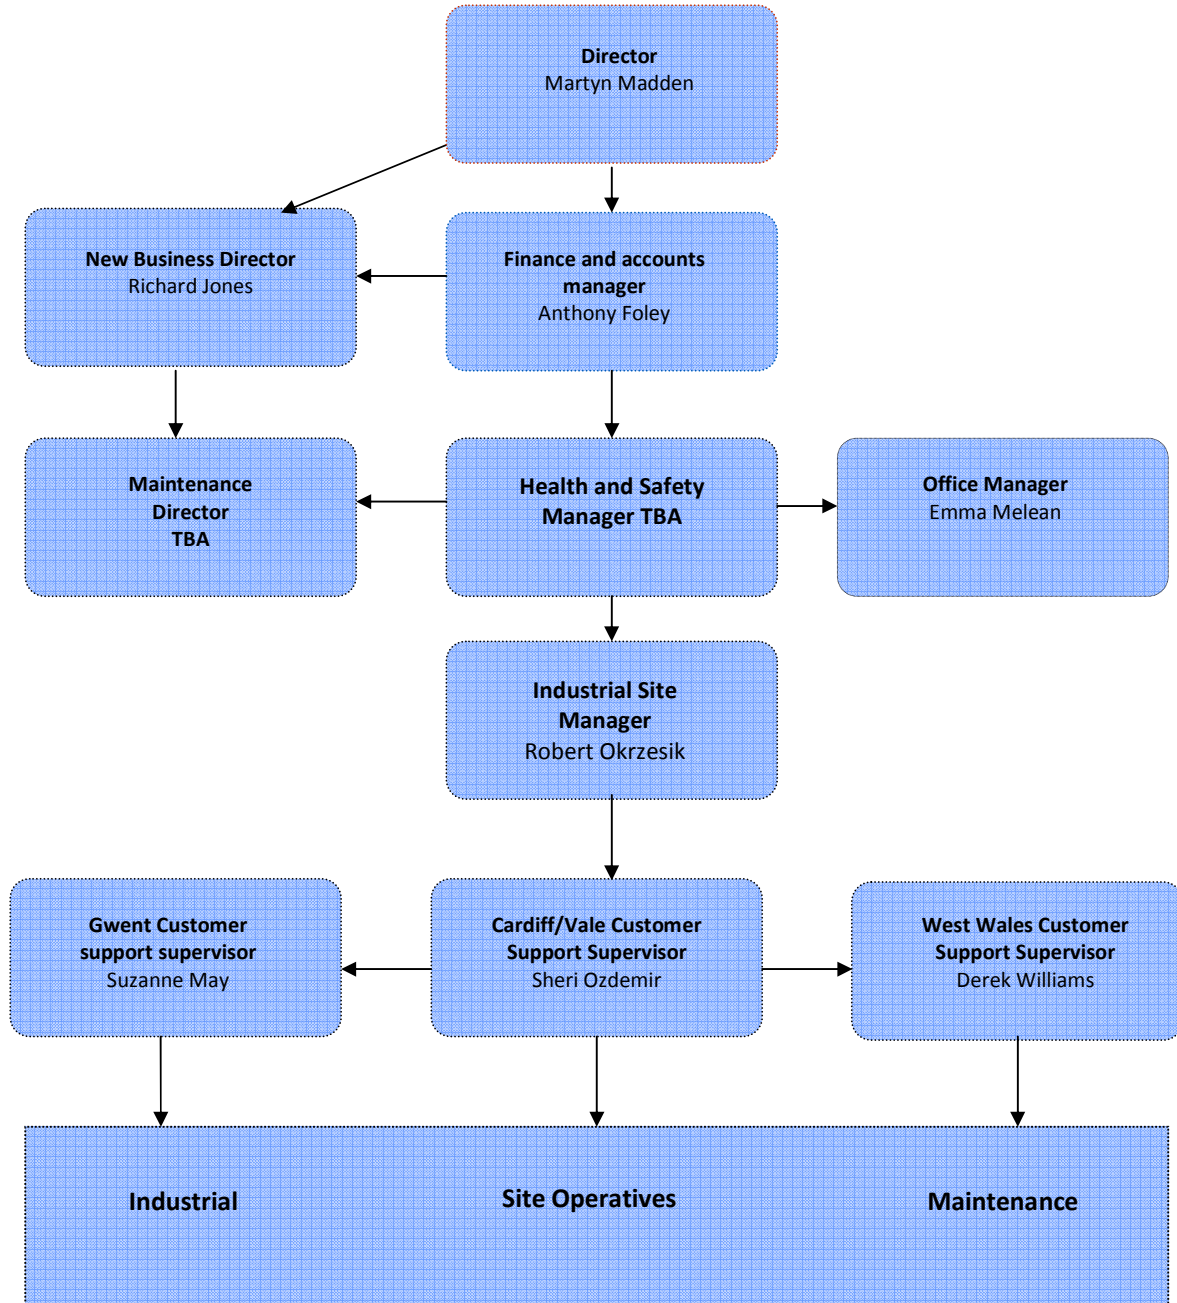 Director
Martyn Madden
New Business Director
Richard Jones
Finance and accounts
manager
Anthony Foley
Maintenance
Director
TBA
Health and Safety
Manager TBA
Office Manager
Emma Melean
Industrial Site
Manager
Robert Okrzesik
Gwent Customer
support supervisor
Suzanne May
Cardiff/Vale Customer
Support Supervisor
Sheri Ozdemir
West Wales Customer
Support Supervisor
Derek Williams
Industrial
Site Operatives
Maintenance